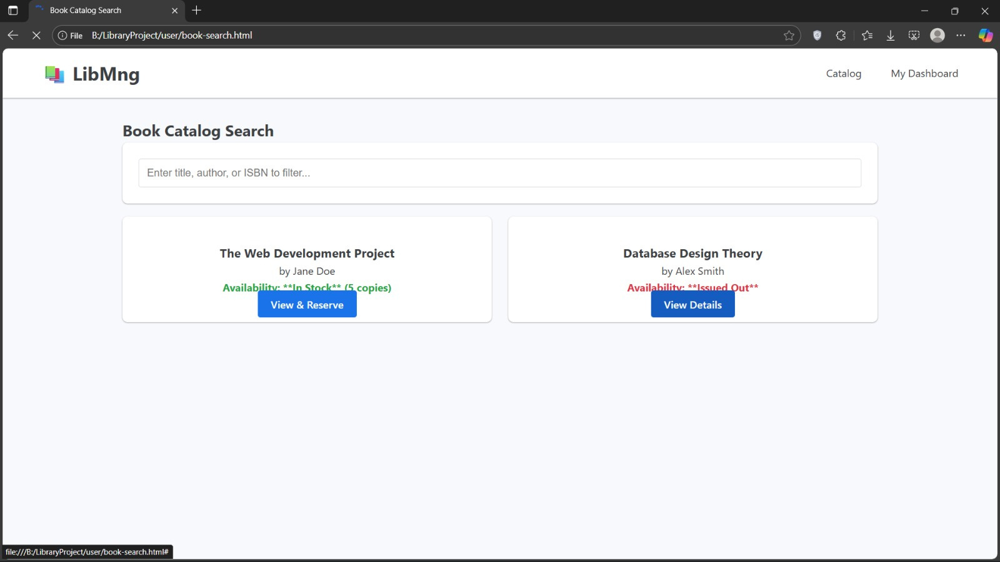 Book Catalog Search
File B:/LibraryProject/user/book-search.html
LibMng
Catalog
My Dashboard
Book Catalog Search
Enter title, author, or ISBN to filter...
The Web Development Project
by Jane Doe
Availability: **In Stock** (5 copies)
View & Reserve
Database Design Theory
by Alex Smith
Availability: **Issued Out**
View Details
file:///B:/LibraryProject/user/book-search.html#